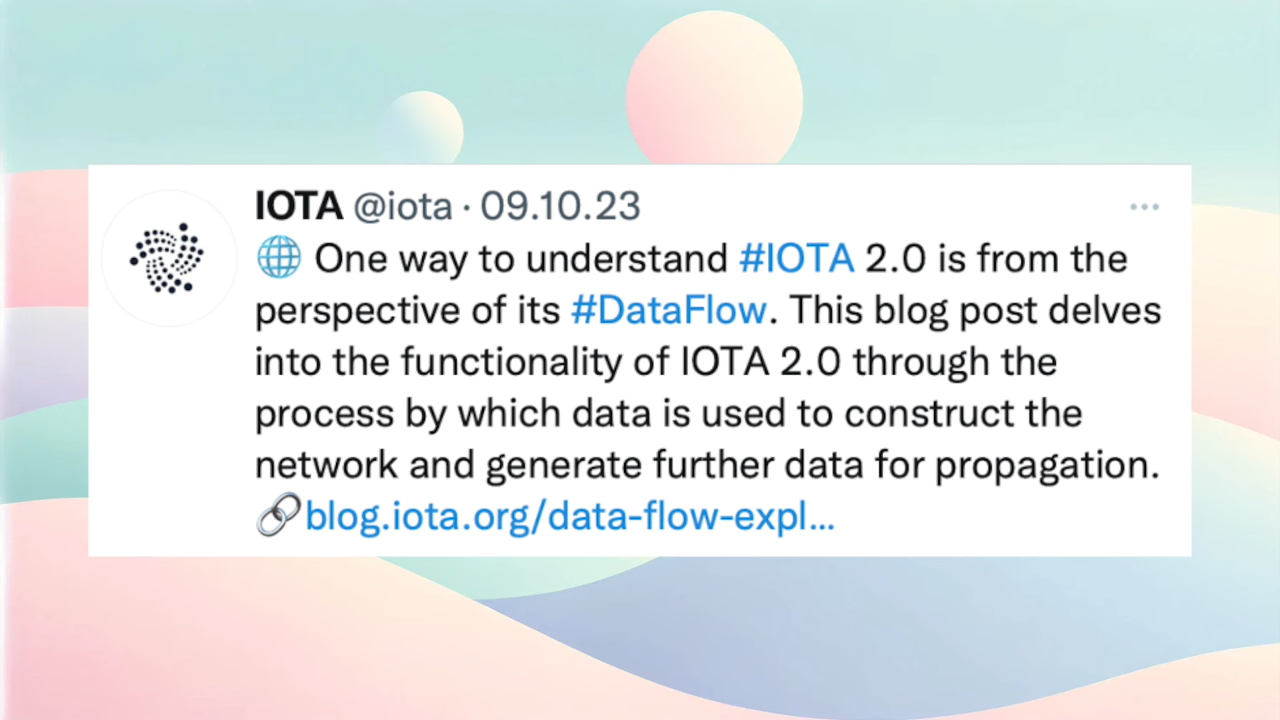 IOTA @iota · 09.10.23
🌐 One way to understand #IOTA 2.0 is from the
perspective of its #DataFlow. This blog post delves
into the functionality of IOTA 2.0 through the
process by which data is used to construct the
network and generate further data for propagation.
🔗blog.iota.org/data-flow-expl...